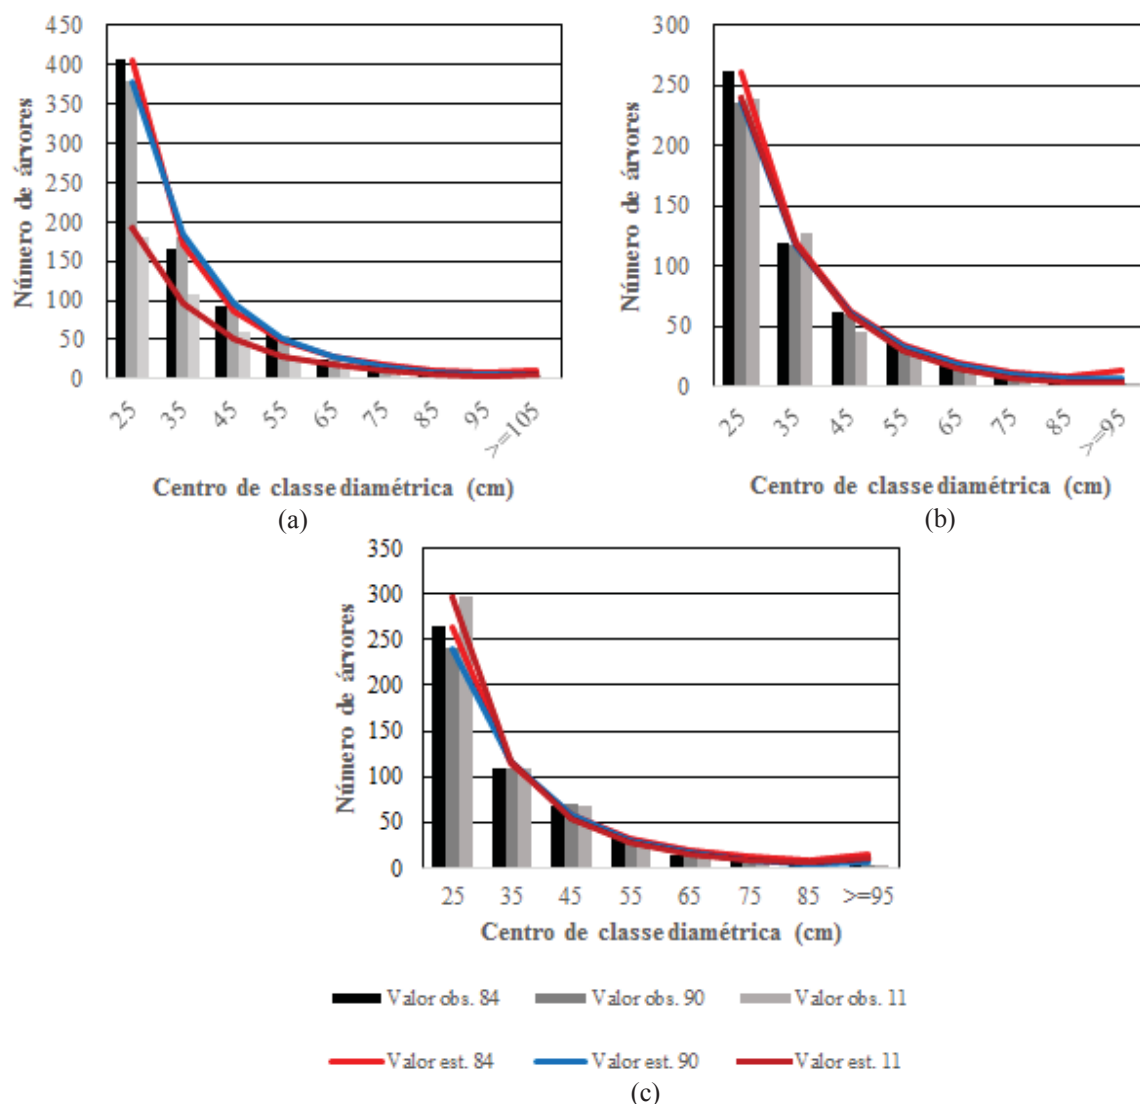 450
400
350
300
250
200
150
100
50
0
Número de árvores
25 35 45 55 65 75 85 95 >=105
Centro de classe diamétrica (cm)
(a)
300
250
200
150
100
50
0
Número de árvores
25 35 45 55 65 75 85 >=95
Centro de classe diamétrica (cm)
(b)
350
300
250
200
150
100
50
0
Número de árvores
25 35 45 55 65 75 85 >=95
Centro de classe diamétrica (cm)
Valor obs. 84 Valor obs. 90 Valor obs. 11
Valor est. 84 Valor est. 90 Valor est. 11
(c)